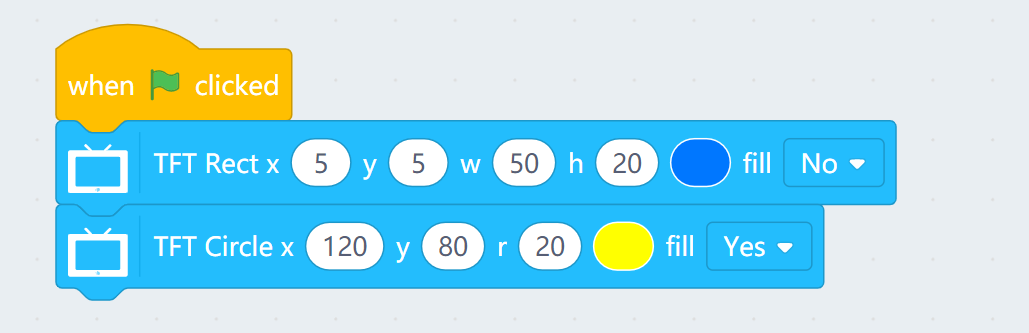 when clicked
TFT Rect x 5 y 5 w 50 h 20 fill No
TFT Circle x 120 y 80 r 20 fill Yes